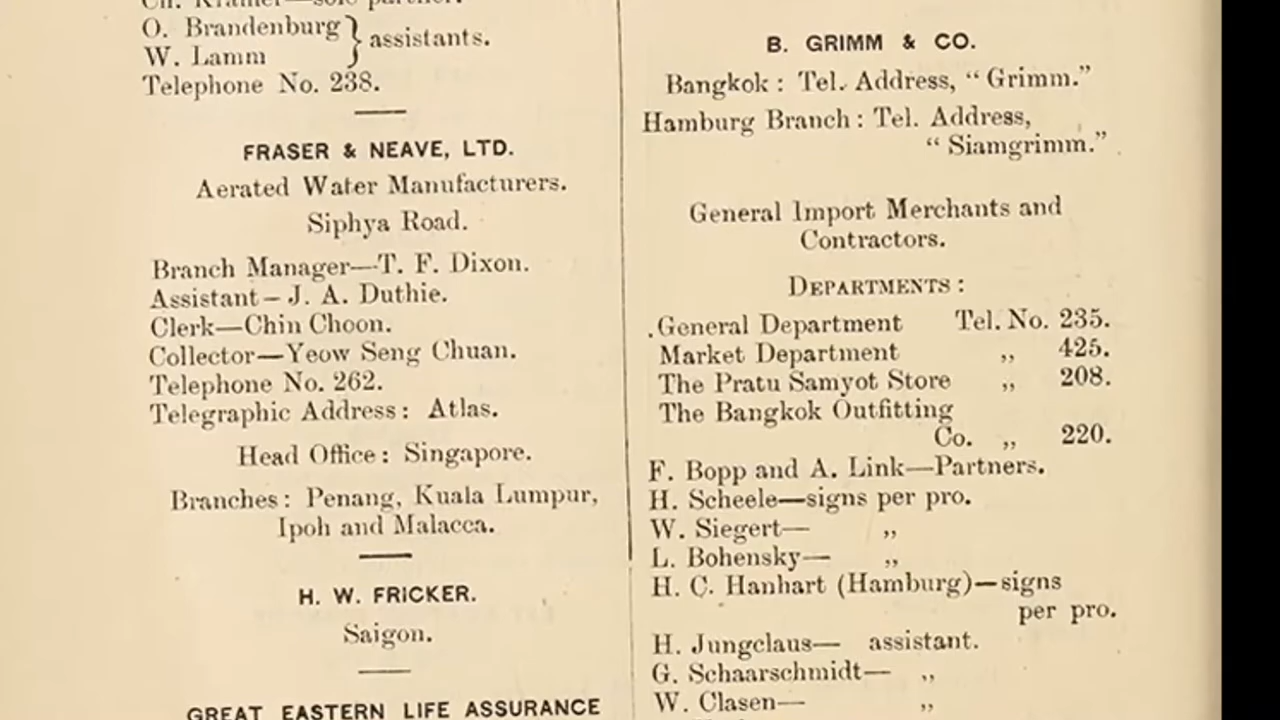 Ch. Kramer—sole partner.
O. Brandenburg } assistants.
W. Lamm
Telephone No. 238.
FRASER & NEAVE, LTD.
Aerated Water Manufacturers.
Siphya Road.
Branch Manager—T. F. Dixon.
Assistant—J. A. Duthie.
Clerk—Chin Choon.
Collector—Yeow Seng Chuan.
Telephone No. 262.
Telegraphic Address: Atlas.
Head Office: Singapore.
Branches: Penang, Kuala Lumpur,
Ipoh and Malacca.
H. W. FRICKER.
Saigon.
GREAT EASTERN LIFE ASSURANCE
B. GRIMM & CO.
Bangkok: Tel. Address, “Grimm.”
Hamburg Branch: Tel. Address,
“Siamgrimm.”
General Import Merchants and
Contractors.
DEPARTMENTS:
General Department Tel. No. 235.
Market Department „ 425.
The Pratu Samyot Store „ 208.
The Bangkok Outfitting
Co. „ 220.
F. Bopp and A. Link—Partners.
H. Scheele—signs per pro.
W. Siegert— „
L. Bohensky— „
H. C. Hanhart (Hamburg)—signs
per pro.
H. Jungclaus— assistant.
G. Schaarschmidt— „
W. Clasen— „